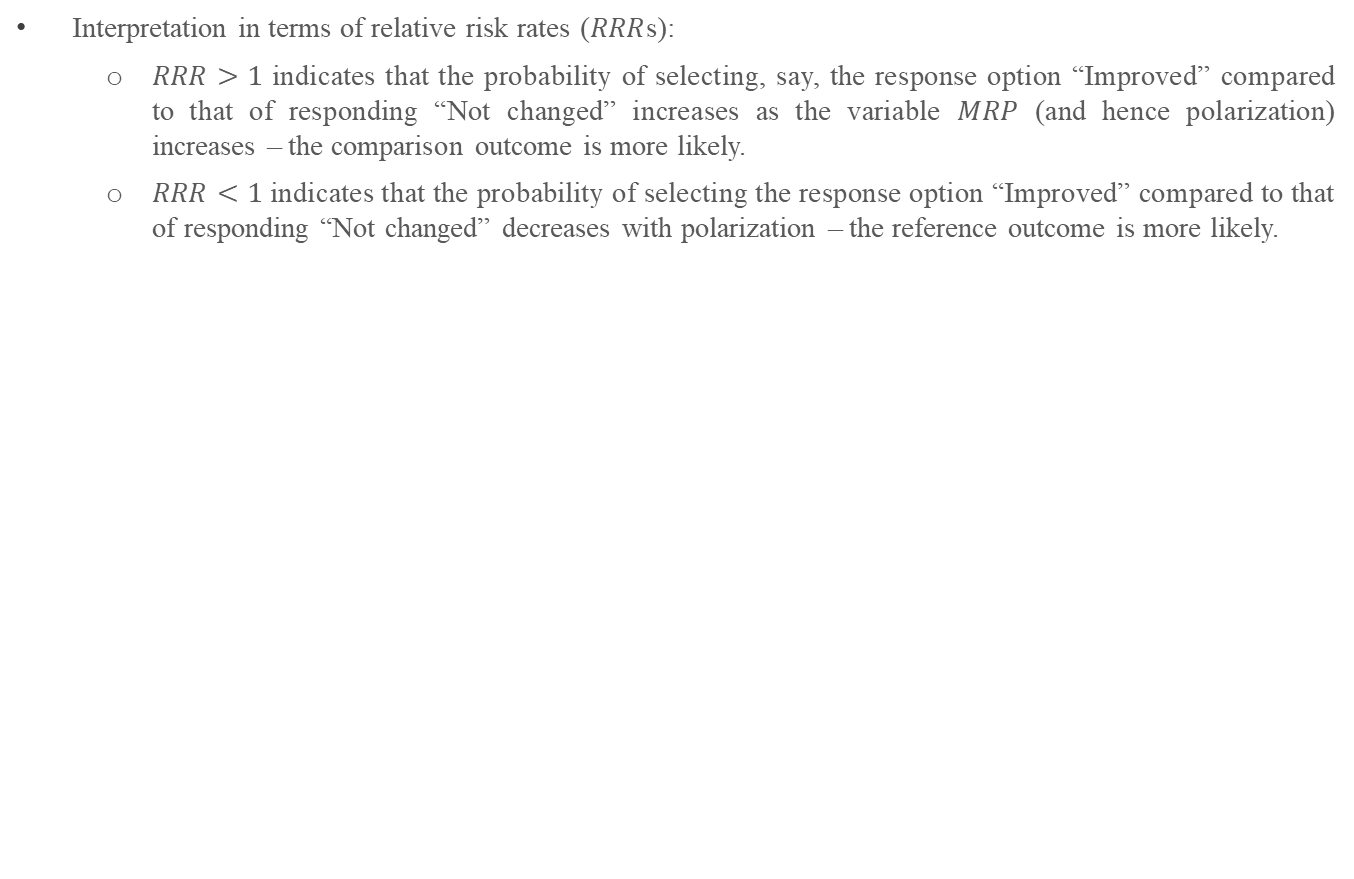 • Interpretation in terms of relative risk rates (RRRs):
○ RRR > 1 indicates that the probability of selecting, say, the response option “Improved” compared
to that of responding “Not changed” increases as the variable MRP (and hence polarization)
increases – the comparison outcome is more likely.
○ RRR < 1 indicates that the probability of selecting the response option “Improved” compared to that
of responding “Not changed” decreases with polarization – the reference outcome is more likely.